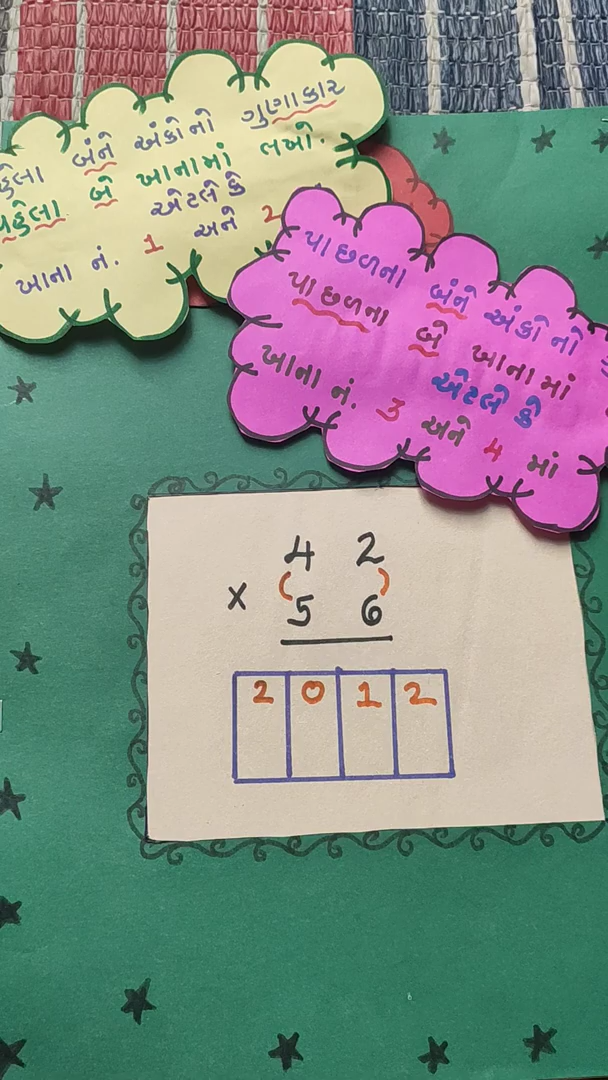 બંને અંકોનો ગુણાકાર
પહેલા બે ખાનામાં લખો.
એટલે કે
ખાના નં. 1 અને 2
પાછળના બંને અંકોનો
પાછળના બે ખાનામાં
એટલે કે
ખાના નં. 3 અને 4 માં
4 2
× 5 6
2 0 1 2